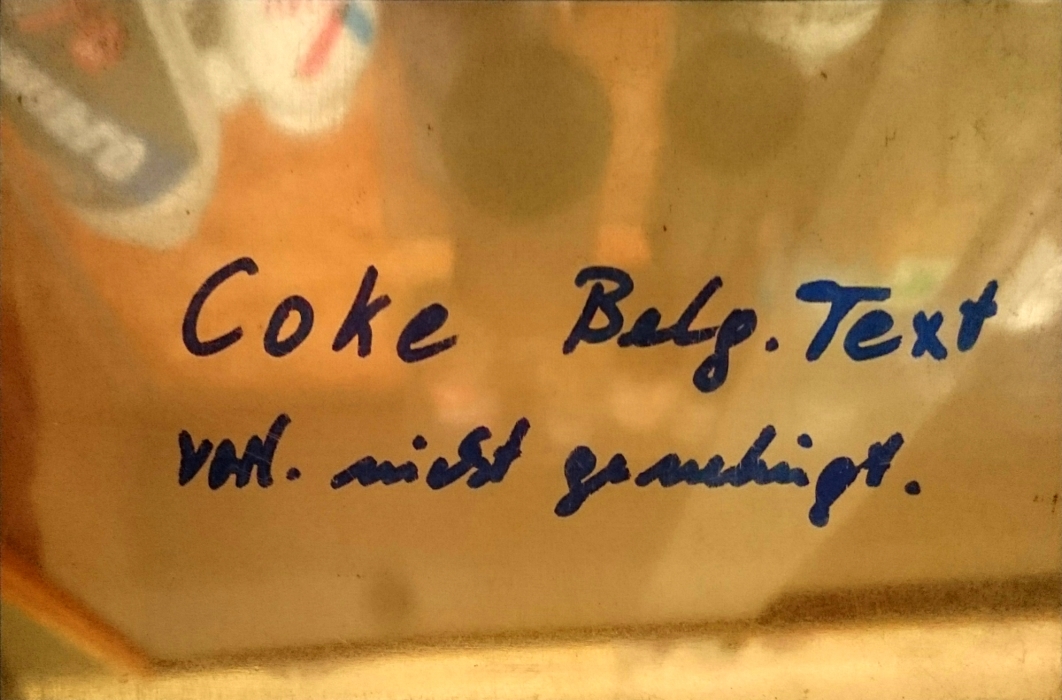 Coke Belg. Text
vorl. nicht genehmigt.